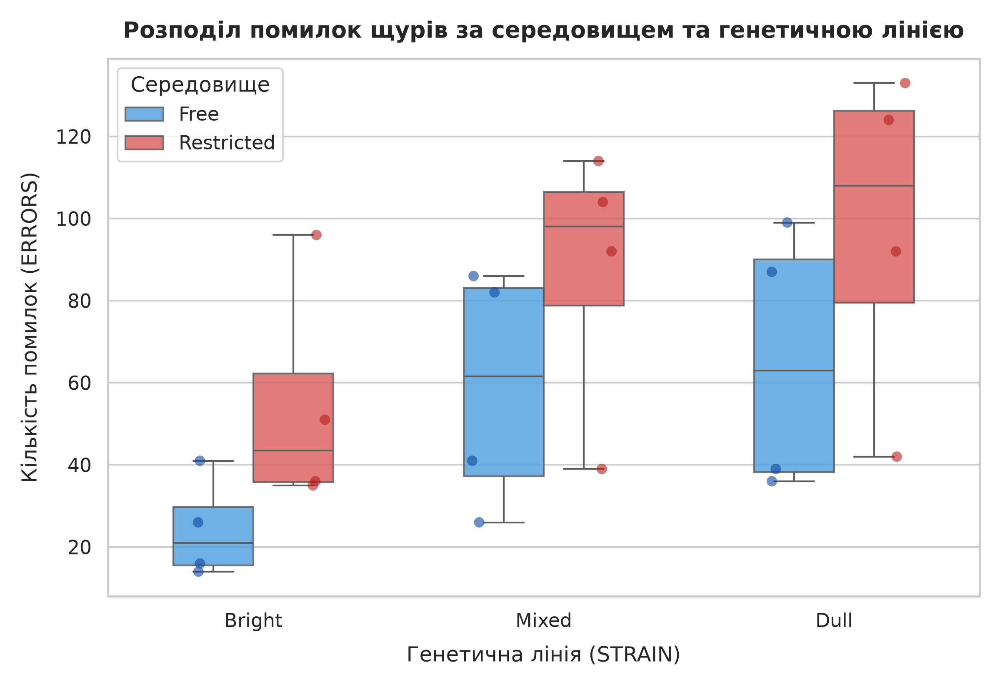 Розподіл помилок щурів за середовищем та генетичною лінією
Середовище
Free
Restricted
Кількість помилок (ERRORS)
120
100
80
60
40
20
Bright
Mixed
Dull
Генетична лінія (STRAIN)